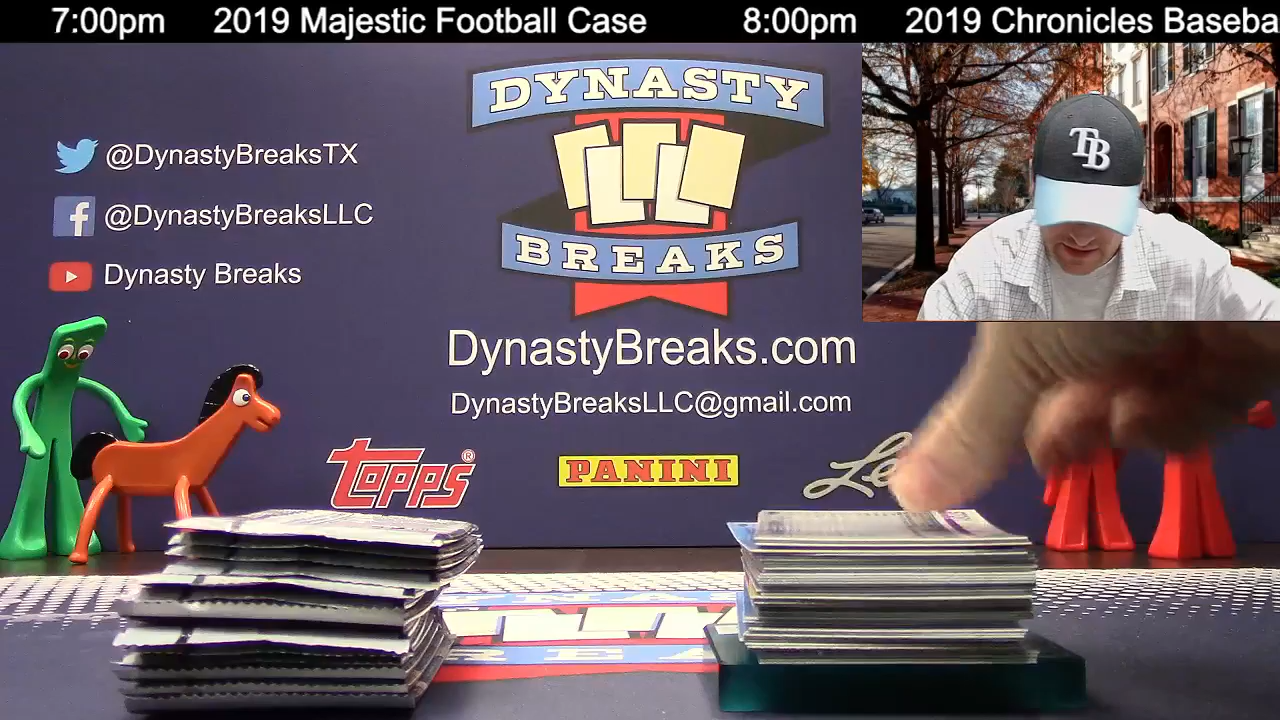 7:00pm 2019 Majestic Football Case 8:00pm 2019 Chronicles Baseba
DYNASTY
BREAKS
@DynastyBreaksTX
@DynastyBreaksLLC
Dynasty Breaks
TB
DynastyBreaks.com
DynastyBreaksLLC@gmail.com
topps®
PANINI
Le